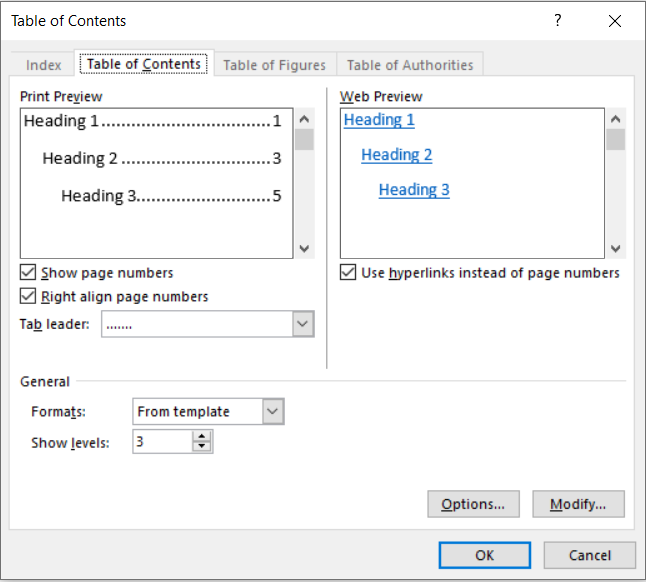 Table of Contents
?
Index
Table of Contents
Table of Figures
Table of Authorities
Print Preview
Heading 1..................................1
Heading 2..............................3
Heading 3...........................5
Show page numbers
Right align page numbers
Tab leader: .......
Web Preview
Heading 1
Heading 2
Heading 3
Use hyperlinks instead of page numbers
General
Formats: From template
Show levels: 3
Options...
Modify...
OK
Cancel